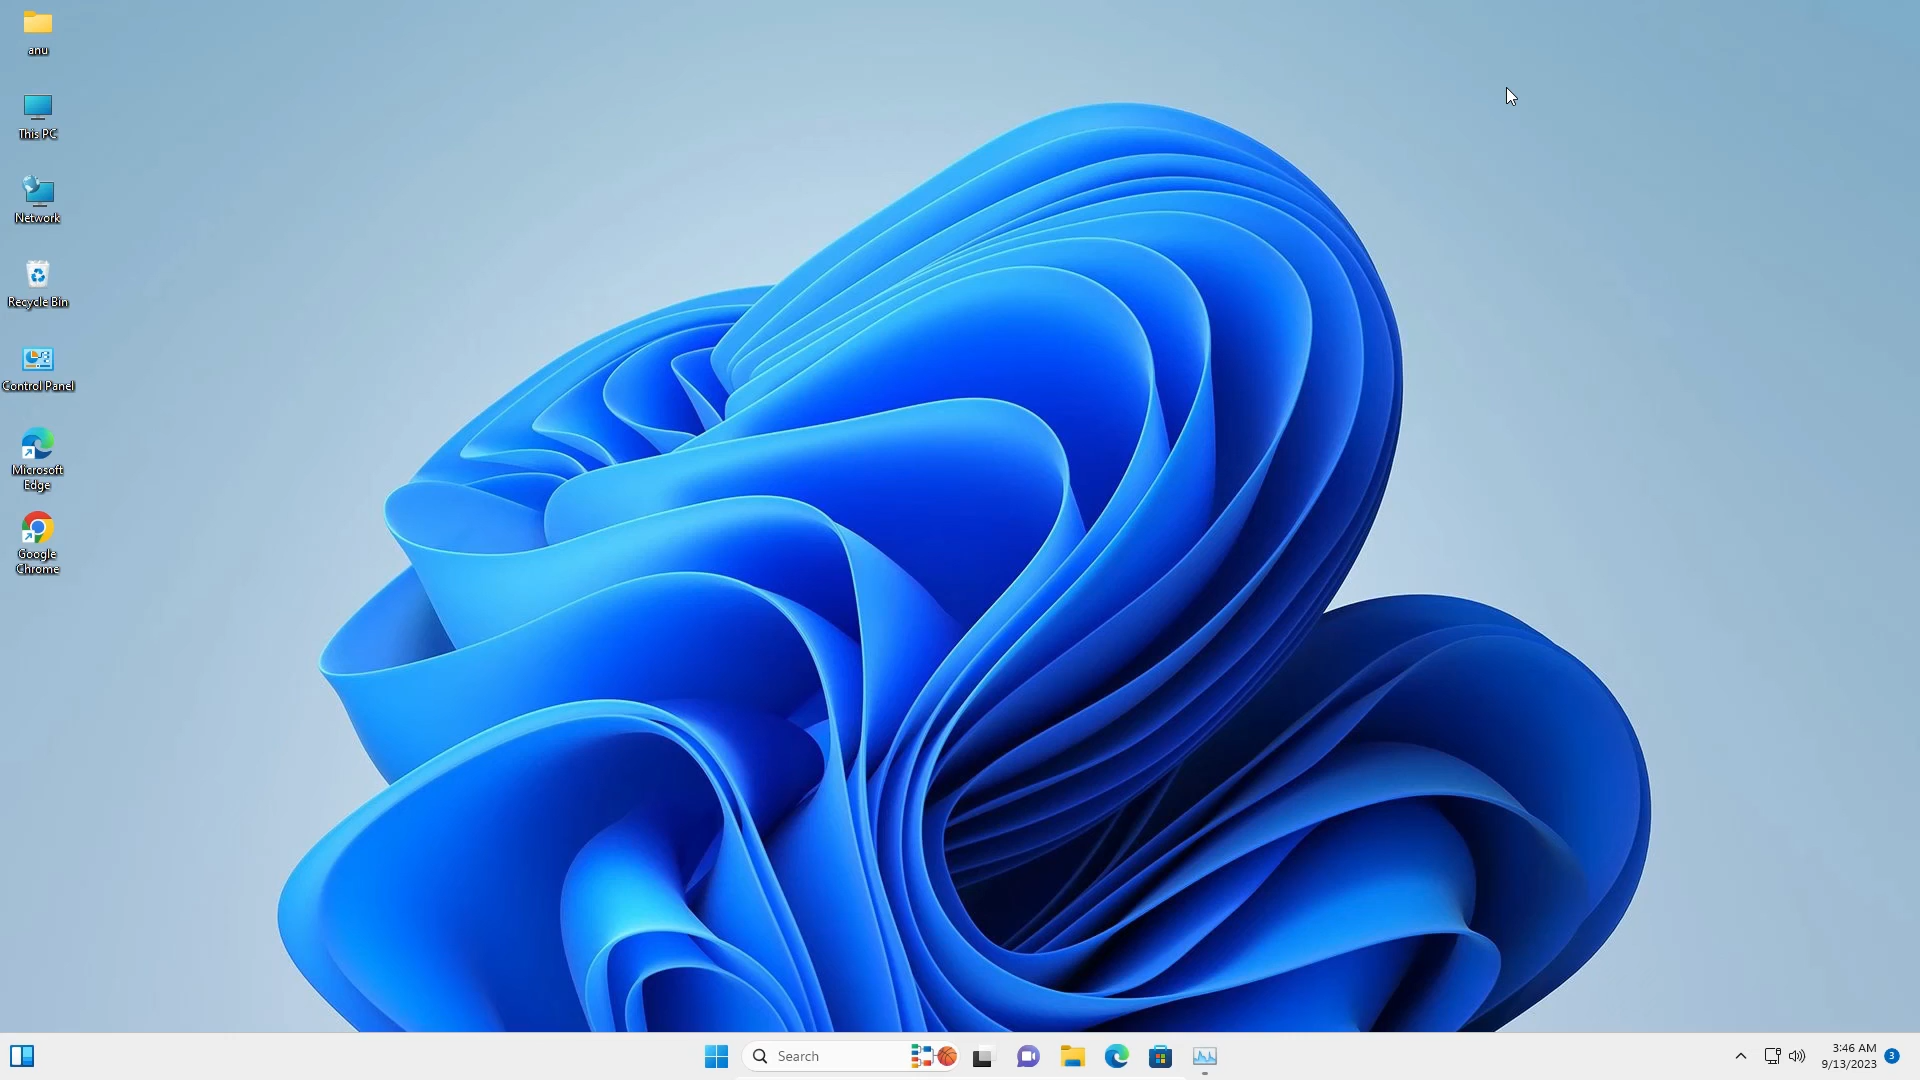 anu
This PC
Network
Recycle Bin
Control Panel
Microsoft
Edge
Google
Chrome
Search
3:46 AM
9/13/2023
3